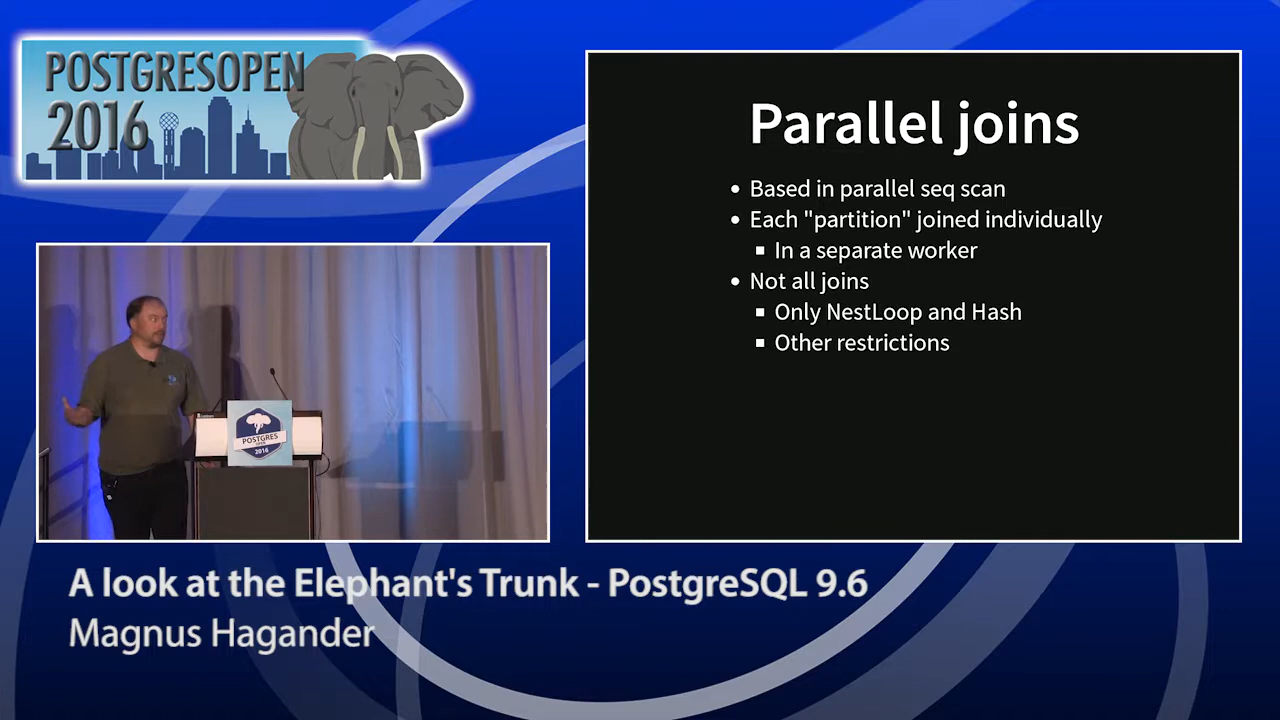 POSTGRESOPEN
2016
Parallel joins
• Based in parallel seq scan
• Each "partition" joined individually
▪ In a separate worker
• Not all joins
▪ Only NestLoop and Hash
▪ Other restrictions
POSTGRES
OPEN
2016
A look at the Elephant's Trunk - PostgreSQL 9.6
Magnus Hagander